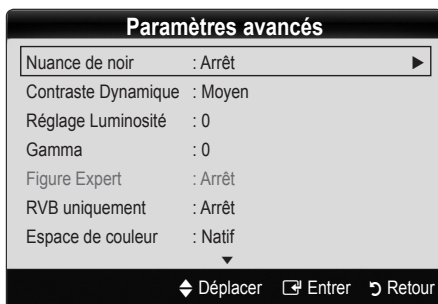 Paramètres avancés
Nuance de noir : Arrêt
Contraste Dynamique : Moyen
Réglage Luminosité : 0
Gamma : 0
Figure Expert : Arrêt
RVB uniquement : Arrêt
Espace de couleur : Natif
Déplacer Entrer Retour